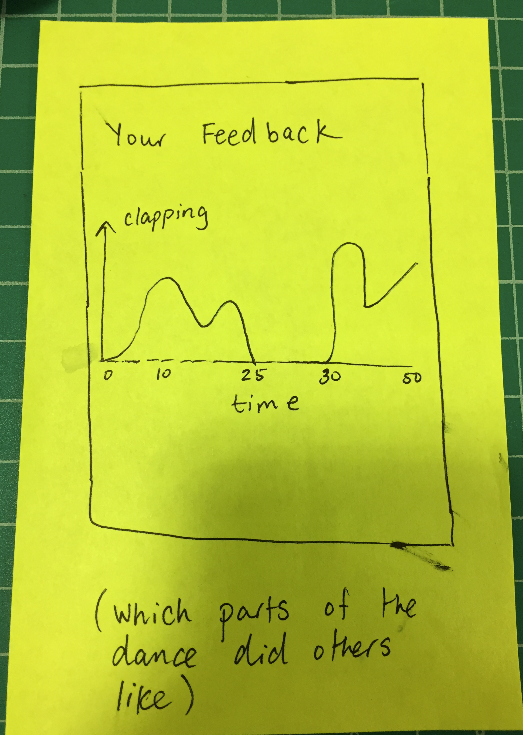 Your Feedback
clapping
0 10 25 30 50
time
(which parts of the
dance did others
like)